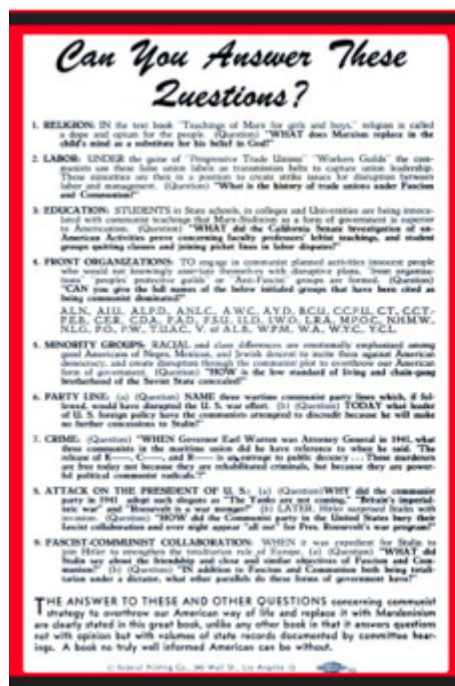 Can You Answer These
Questions?
1. RELIGION: IN the text book "Teachings of Marx for girls and boys," religion is called
a dope and opium for the people. (Question) "WHAT does Marxism replace in the
child's mind as a substitute for his belief in God?"
2. LABOR: UNDER the guise of "Progressive Trade Unions" "Workers Guilds" the com-
munists use these false union labels as transmission belts to capture union leadership.
These minorities are then in a position to create strike issues for disruption between
labor and management. (Question) "What is the history of trade unions under Fascism
and Communism?"
3. EDUCATION: STUDENTS in State schools, in colleges and Universities are being inocu-
lated with communist teachings that Marx-Stalinism as a form of government is superior
to Americanism. (Question) "WHAT did the California Senate Investigation of un-
American Activities prove concerning faculty professors' leftist teachings, and student
groups quitting classes and joining picket lines in labor disputes?"
4. FRONT ORGANIZATIONS: TO engage in communist planned activities innocent people
who would not knowingly associate themselves with disruptive plans, "front organiza-
tions" "peoples protective guilds" or "Anti-Fascist" groups are formed. (Question)
"CAN you give the full names of the below initialed groups that have been cited as
being communist dominated?"
A.L.N., A.I.U., A.L.P.D., A.N.L.C., A.W.C., A.Y.D., B.C.U., C.C.F.U., C.T., C.C.T.-
P.E.B., C.E.R., C.D.A., F.A.D., F.S.U., I.L.D., I.W.O., L.R.A., M.P.O.C., N.H.M.W.,
N.L.G., P.O., P.W., T.U.A.C., V. of A.L.B., W.P.M., W.A., W.Y.C., Y.C.L.
5. MINORITY GROUPS: RACIAL and class differences are emotionally emphasized among
good Americans of Negro, Mexican, and Jewish descent to incite them against American
democracy, and create disruption through the communist plot to overthrow our American
form of government. (Question) "HOW is the low standard of living and chain-gang
brotherhood of the Soviet State concealed?"
6. PARTY LINE: (a) (Question) NAME three wartime communist party lines which, if fol-
lowed, would have disrupted the U. S. war effort. (b) (Question) TODAY what leader
of U. S. foreign policy have the communists attempted to discredit because he will make
no further concessions to Stalin?"
7. CRIME: (Question) "WHEN Governor Earl Warren was Attorney General in 1941, what
three communists in the maritime union did he have reference to when he said, 'The
release of K——, C——, and R—— is an outrage to public decency . . . These murderers
are free today not because they are rehabilitated criminals, but because they are power-
ful political communist radicals.'?"
8. ATTACK ON THE PRESIDENT OF U. S.: (a) (Question) WHY did the communist
party in 1941 adopt such slogans as "The Yanks are not coming," "Britain's imperial-
istic war" and "Roosevelt is a war monger?" (b) LATER, Hitler surprised Stalin with
invasion. (Question) "HOW did the Communist party in the United States bury their
fascist collaboration and over night appear "all out" for Pres. Roosevelt's war program?"
9. FASCIST-COMMUNIST COLLABORATION: WHEN it was expedient for Stalin to
join Hitler to strengthen the totalitarian rule of Europe. (a) (Question) "WHAT did
Stalin say about the friendship and close and similar objectives of Fascism and Com-
munism?" (b) (Question) "IN addition to Fascism and Communism both being totali-
tarian under a dictator, what other parallels do these forms of government have?"
THE ANSWER TO THESE AND OTHER QUESTIONS concerning communist
strategy to overthrow our American way of life and replace it with Marxleninism
are clearly stated in this great book, unlike any other book in that it answers questions
not with opinion but with volumes of state records documented by committee hear-
ings. A book no truly well informed American can be without.
© Federal Printing Co., 346 Wall St., Los Angeles 13